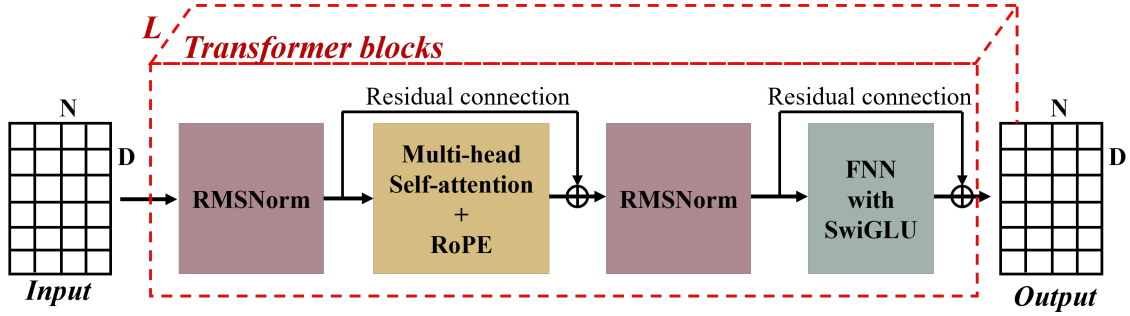 L
Transformer blocks
N
D
Input
RMSNorm
Residual connection
Multi-head
Self-attention
+
RoPE
RMSNorm
Residual connection
FNN
with
SwiGLU
N
D
Output